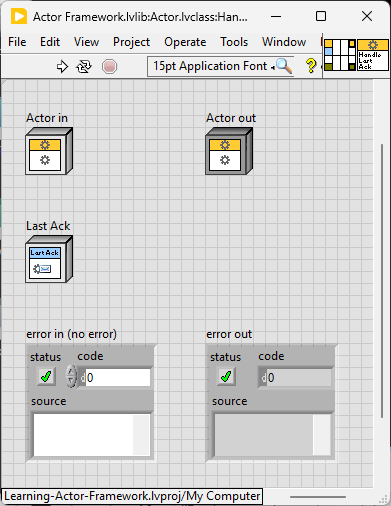 Actor Framework.lvlib:Actor.lvclass:Han...
File Edit View Project Operate Tools Window
15pt Application Font
?
Handle
Last
Ack
Actor in
Actor out
Last Ack
Last Ack
error in (no error)
error out
status code
status code
0
0
source
source
Learning-Actor-Framework.lvproj/My Computer